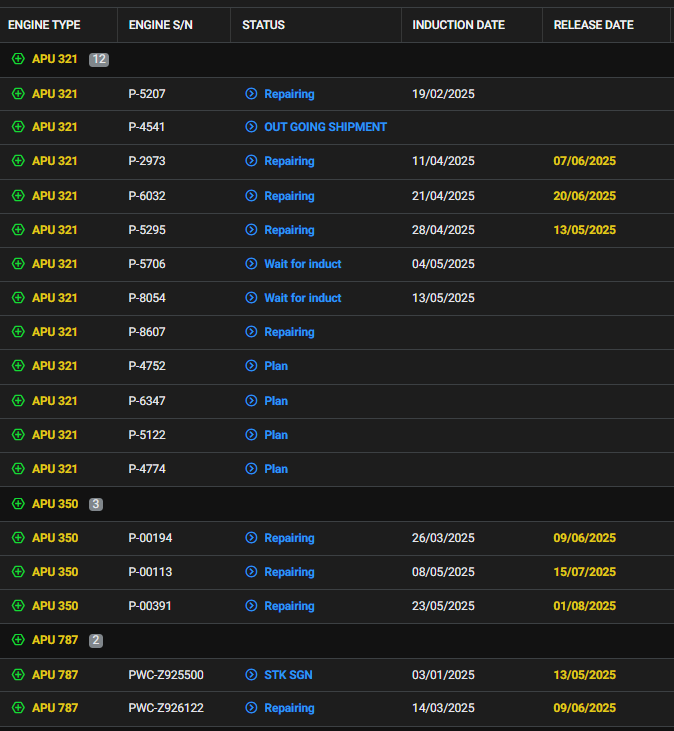 ENGINE TYPE ENGINE S/N STATUS INDUCTION DATE RELEASE DATE
APU 321 12
APU 321 P-5207 Repairing 19/02/2025
APU 321 P-4541 OUT GOING SHIPMENT
APU 321 P-2973 Repairing 11/04/2025 07/06/2025
APU 321 P-6032 Repairing 21/04/2025 20/06/2025
APU 321 P-5295 Repairing 28/04/2025 13/05/2025
APU 321 P-5706 Wait for induct 04/05/2025
APU 321 P-8054 Wait for induct 13/05/2025
APU 321 P-8607 Repairing
APU 321 P-4752 Plan
APU 321 P-6347 Plan
APU 321 P-5122 Plan
APU 321 P-4774 Plan
APU 350 3
APU 350 P-00194 Repairing 26/03/2025 09/06/2025
APU 350 P-00113 Repairing 08/05/2025 15/07/2025
APU 350 P-00391 Repairing 23/05/2025 01/08/2025
APU 787 2
APU 787 PWC-Z925500 STK SGN 03/01/2025 13/05/2025
APU 787 PWC-Z926122 Repairing 14/03/2025 09/06/2025